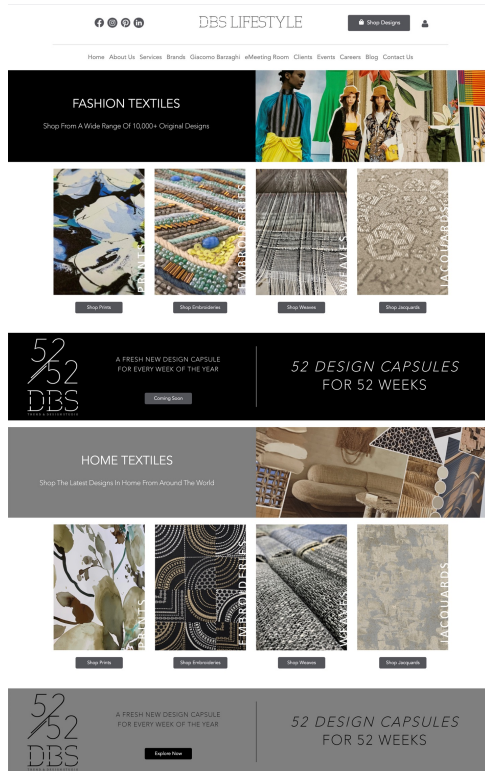 DBS LIFESTYLE
Shop Designs
Home About Us Services Brands Giacomo Barzaghi eMeeting Room Clients Events Careers Blog Contact Us
FASHION TEXTILES
Shop From A Wide Range Of 10,000+ Original Designs
PRINTS
EMBROIDERIES
WEAVES
JACQUARDS
Shop Prints
Shop Embroideries
Shop Weaves
Shop Jacquards
52/52
DBS
TREND & DESIGN STUDIO
A FRESH NEW DESIGN CAPSULE
FOR EVERY WEEK OF THE YEAR
Coming Soon
52 DESIGN CAPSULES
FOR 52 WEEKS
HOME TEXTILES
Shop The Latest Designs In Home From Around The World
PRINTS
EMBROIDERIES
WEAVES
JACQUARDS
Shop Prints
Shop Embroideries
Shop Weaves
Shop Jacquards
52/52
DBS
A FRESH NEW DESIGN CAPSULE
FOR EVERY WEEK OF THE YEAR
Explore Now
52 DESIGN CAPSULES
FOR 52 WEEKS